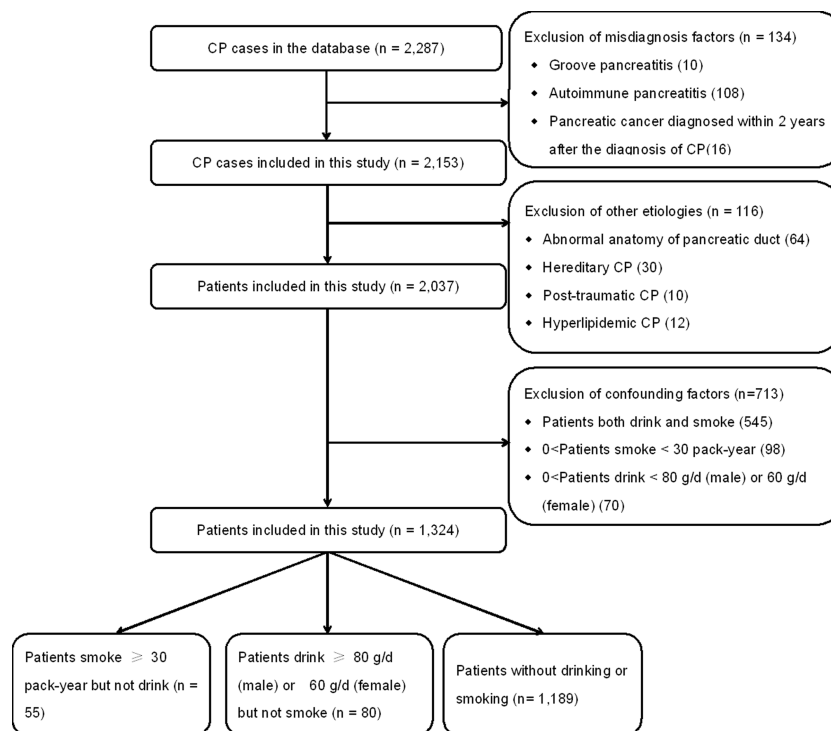 CP cases in the database (n = 2,287)
Exclusion of misdiagnosis factors (n = 134)
◆ Groove pancreatitis (10)
◆ Autoimmune pancreatitis (108)
◆ Pancreatic cancer diagnosed within 2 years
after the diagnosis of CP(16)
CP cases included in this study (n = 2,153)
Exclusion of other etiologies (n = 116)
◆ Abnormal anatomy of pancreatic duct (64)
◆ Hereditary CP (30)
◆ Post-traumatic CP (10)
◆ Hyperlipidemic CP (12)
Patients included in this study (n = 2,037)
Exclusion of confounding factors (n=713)
◆ Patients both drink and smoke (545)
◆ 0<Patients smoke < 30 pack-year (98)
◆ 0<Patients drink < 80 g/d (male) or 60 g/d
(female) (70)
Patients included in this study (n = 1,324)
Patients smoke ≥ 30
pack-year but not drink (n =
55)
Patients drink ≥ 80 g/d
(male) or 60 g/d (female)
but not smoke (n = 80)
Patients without drinking or
smoking (n= 1,189)